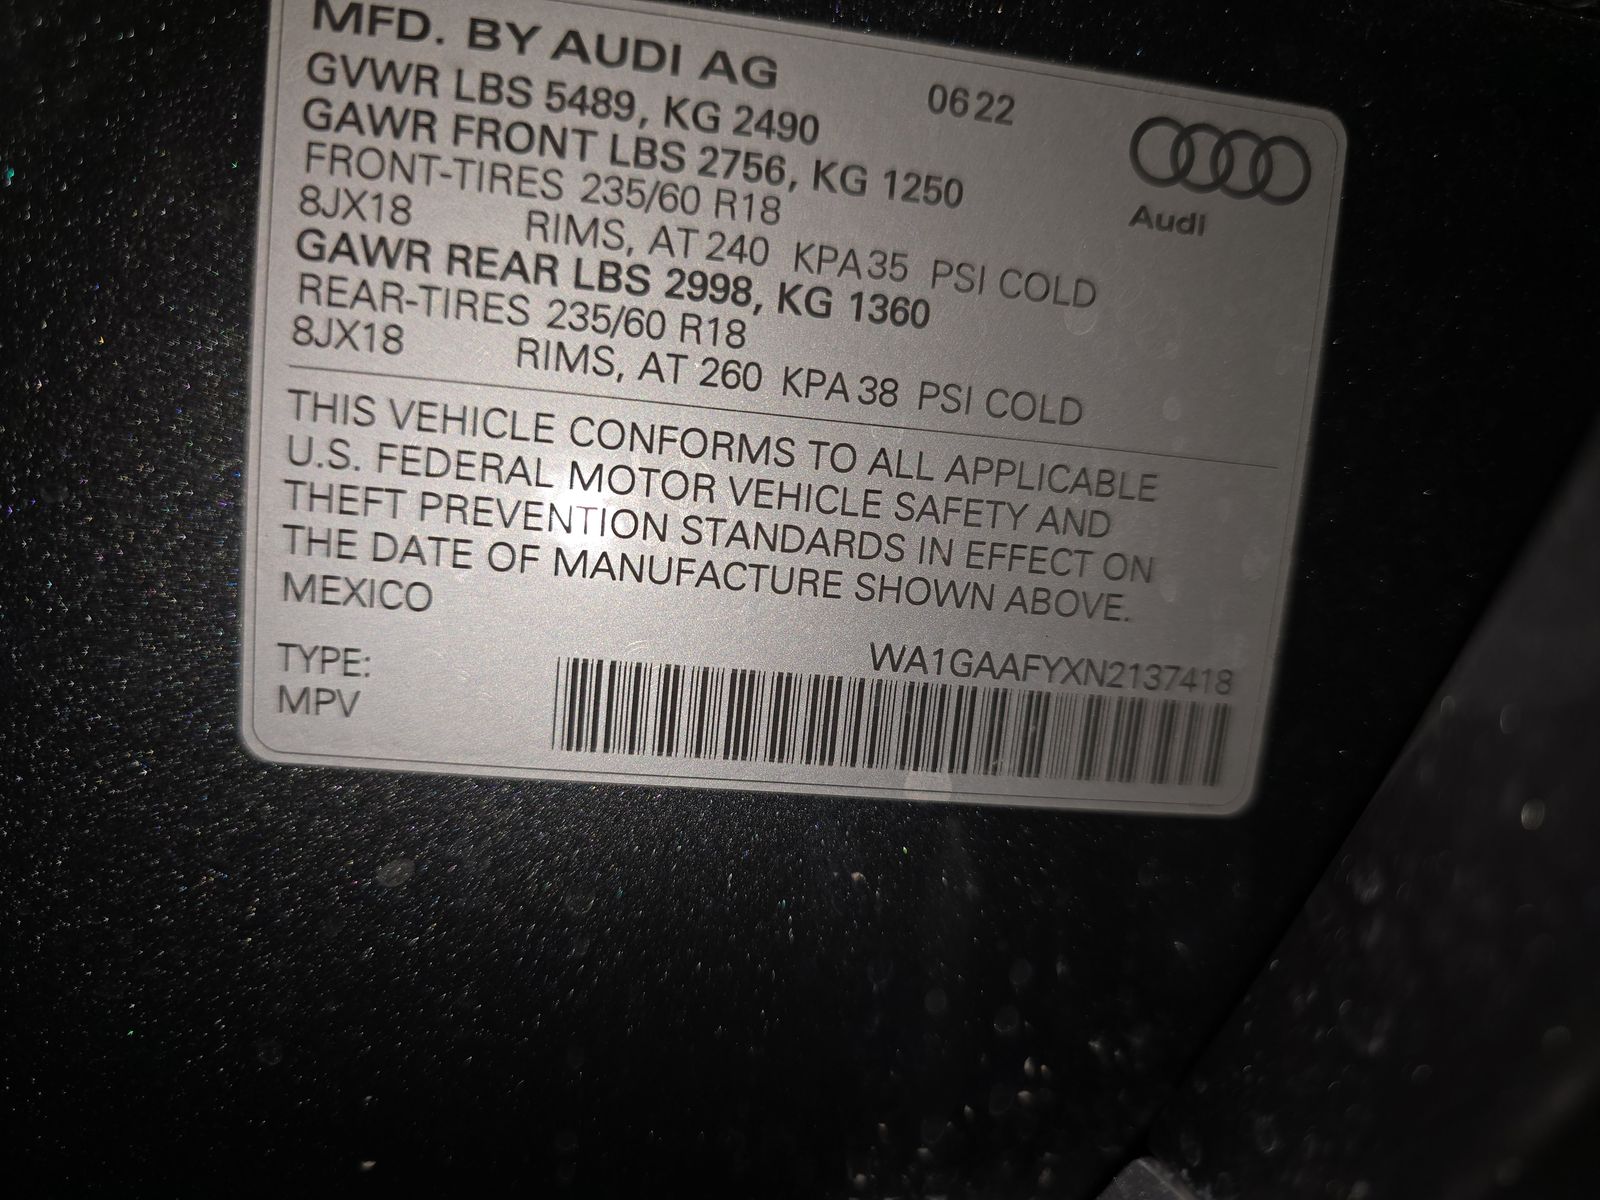 MFD. BY AUDI AG
0622
GVWR LBS 5489, KG 2490
GAWR FRONT LBS 2756, KG 1250
FRONT-TIRES 235/60 R18
8JX18 RIMS, AT 240 KPA 35 PSI COLD
GAWR REAR LBS 2998, KG 1360
REAR-TIRES 235/60 R18
8JX18 RIMS, AT 260 KPA 38 PSI COLD
Audi
THIS VEHICLE CONFORMS TO ALL APPLICABLE
U.S. FEDERAL MOTOR VEHICLE SAFETY AND
THEFT PREVENTION STANDARDS IN EFFECT ON
THE DATE OF MANUFACTURE SHOWN ABOVE.
MEXICO
WA1GAAFYXN2137418
TYPE:
MPV